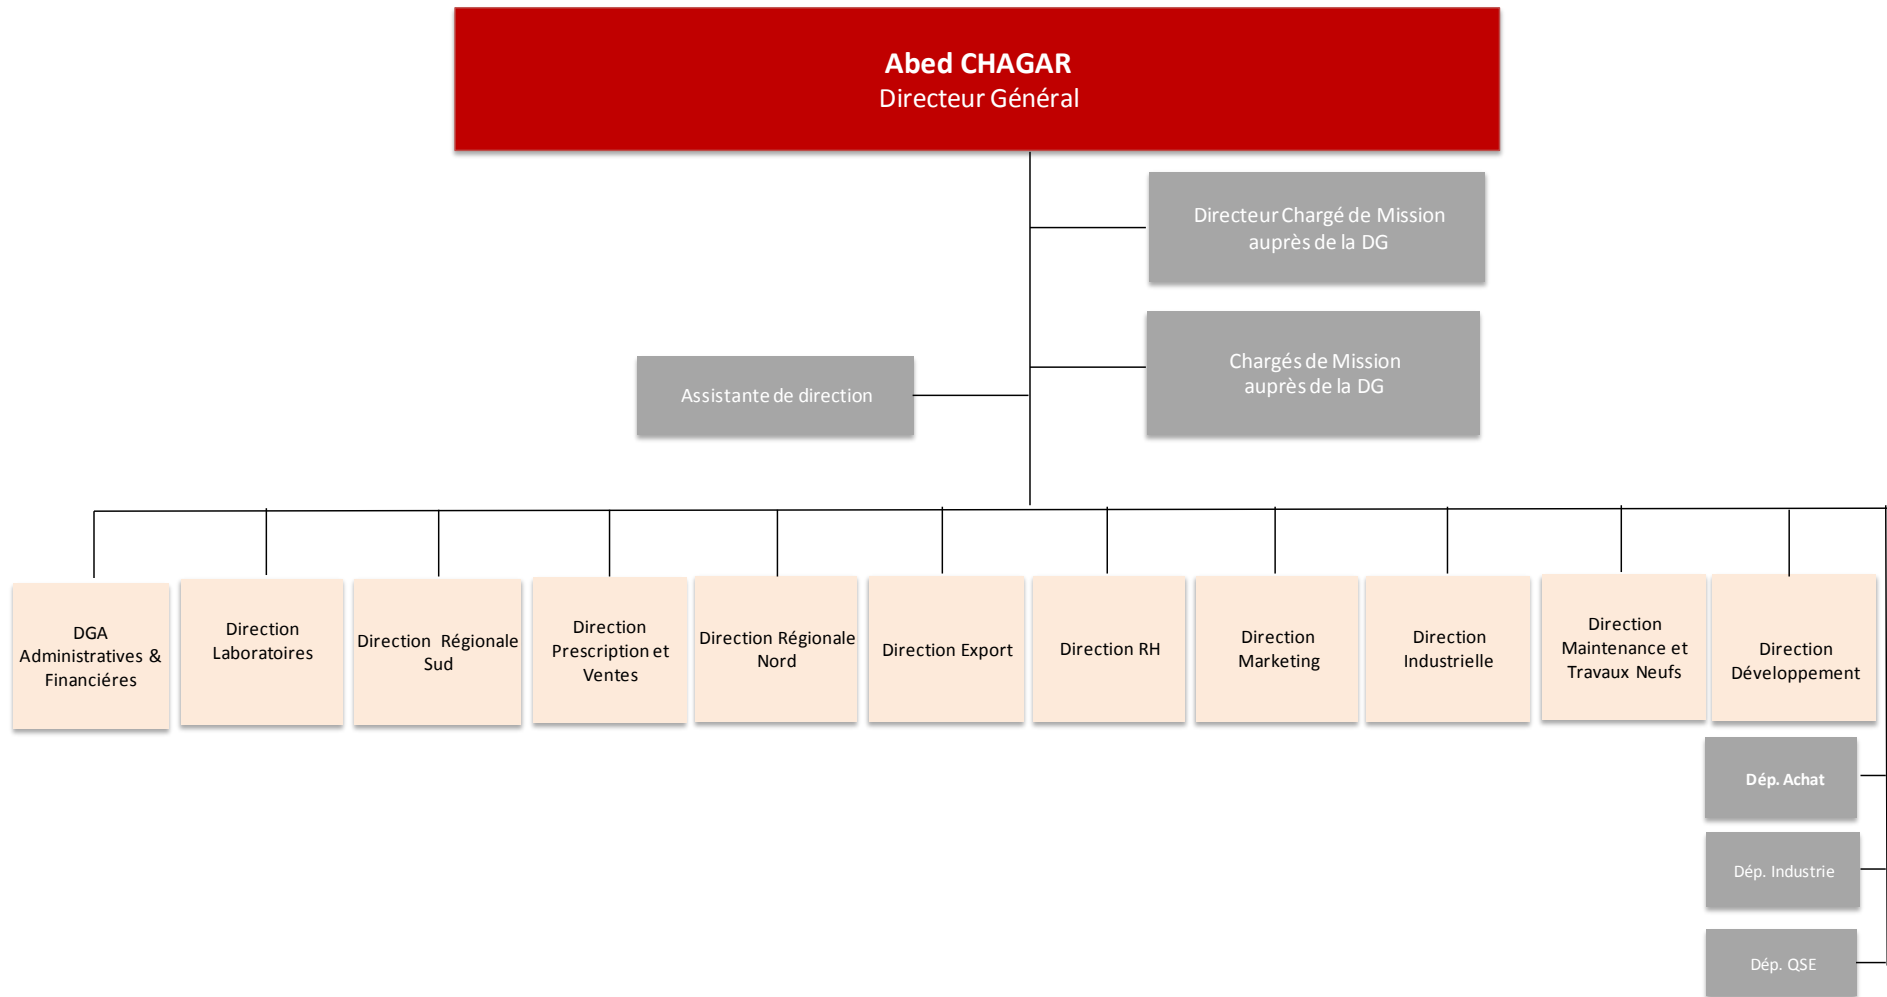 Abed CHAGAR
Directeur Général
Directeur Chargé de Mission
auprès de la DG
Chargés de Mission
auprès de la DG
Assistante de direction
DGA
Administratives &
Financiéres
Direction
Laboratoires
Direction Régionale
Sud
Direction
Prescription et
Ventes
Direction Régionale
Nord
Direction Export
Direction RH
Direction
Marketing
Direction
Industrielle
Direction
Maintenance et
Travaux Neufs
Direction
Développement
Dép. Achat
Dép. Industrie
Dép. QSE